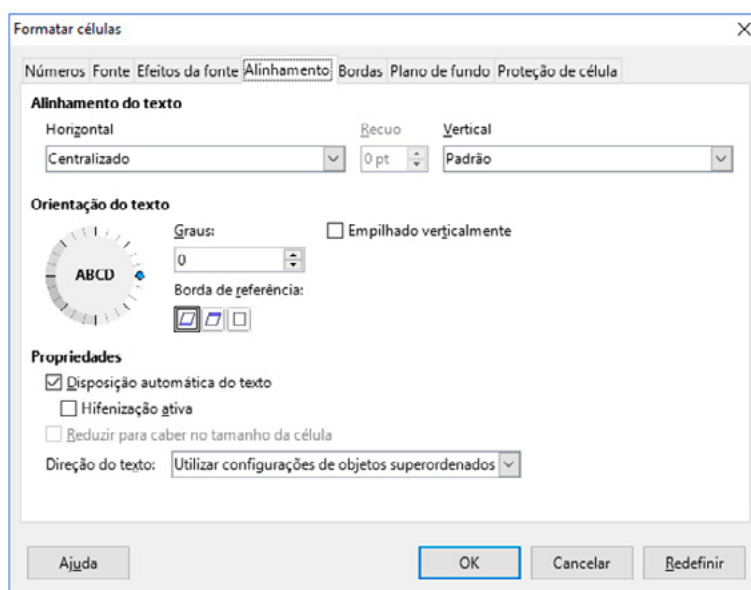 Formatar células
Números Fonte Efeitos da fonte Alinhamento Bordas Plano de fundo Proteção de célula
Alinhamento do texto
Horizontal Recuo Vertical
Centralizado 0 pt Padrão
Orientação do texto
Graus: Empilhado verticalmente
ABCD 0
Borda de referência:
Propriedades
Disposição automática do texto
Hifenização ativa
Reduzir para caber no tamanho da célula
Direção do texto: Utilizar configurações de objetos superordenados
Ajuda OK Cancelar Redefinir